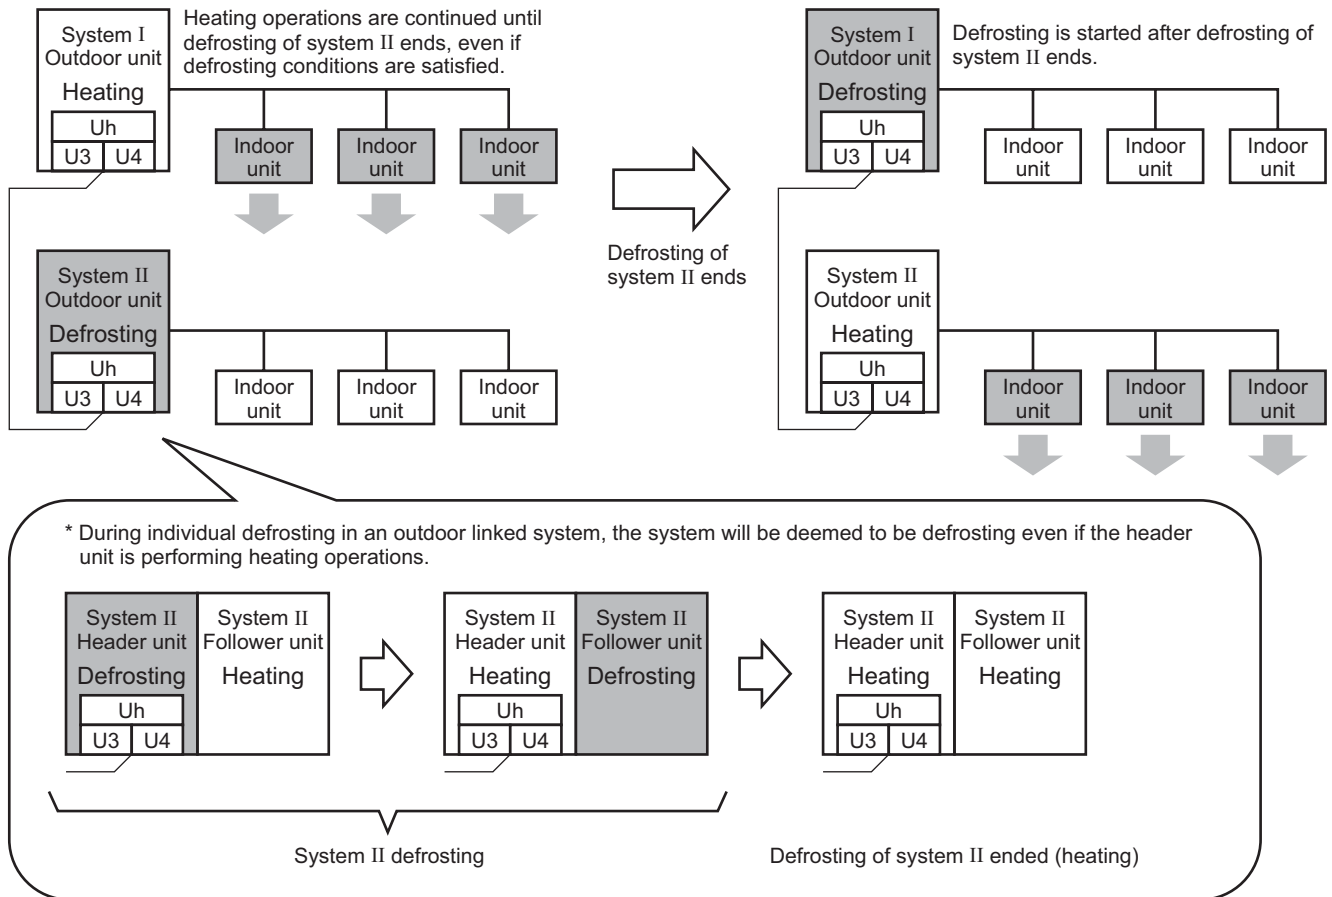 System I
Outdoor unit
Heating
Uh
U3 U4
Heating operations are continued until
defrosting of system II ends, even if
defrosting conditions are satisfied.
Indoor
unit
Indoor
unit
Indoor
unit
System II
Outdoor unit
Defrosting
Uh
U3 U4
Indoor
unit
Indoor
unit
Indoor
unit
Defrosting of
system II ends
System I
Outdoor unit
Defrosting
Uh
U3 U4
Defrosting is started after defrosting of
system II ends.
Indoor
unit
Indoor
unit
Indoor
unit
System II
Outdoor unit
Heating
Uh
U3 U4
Indoor
unit
Indoor
unit
Indoor
unit
* During individual defrosting in an outdoor linked system, the system will be deemed to be defrosting even if the header
unit is performing heating operations.
System II
Header unit
Defrosting
Uh
U3 U4
System II
Follower unit
Heating
System II
Header unit
Heating
Uh
U3 U4
System II
Follower unit
Defrosting
System II
Header unit
Heating
Uh
U3 U4
System II
Follower unit
Heating
System II defrosting
Defrosting of system II ended (heating)